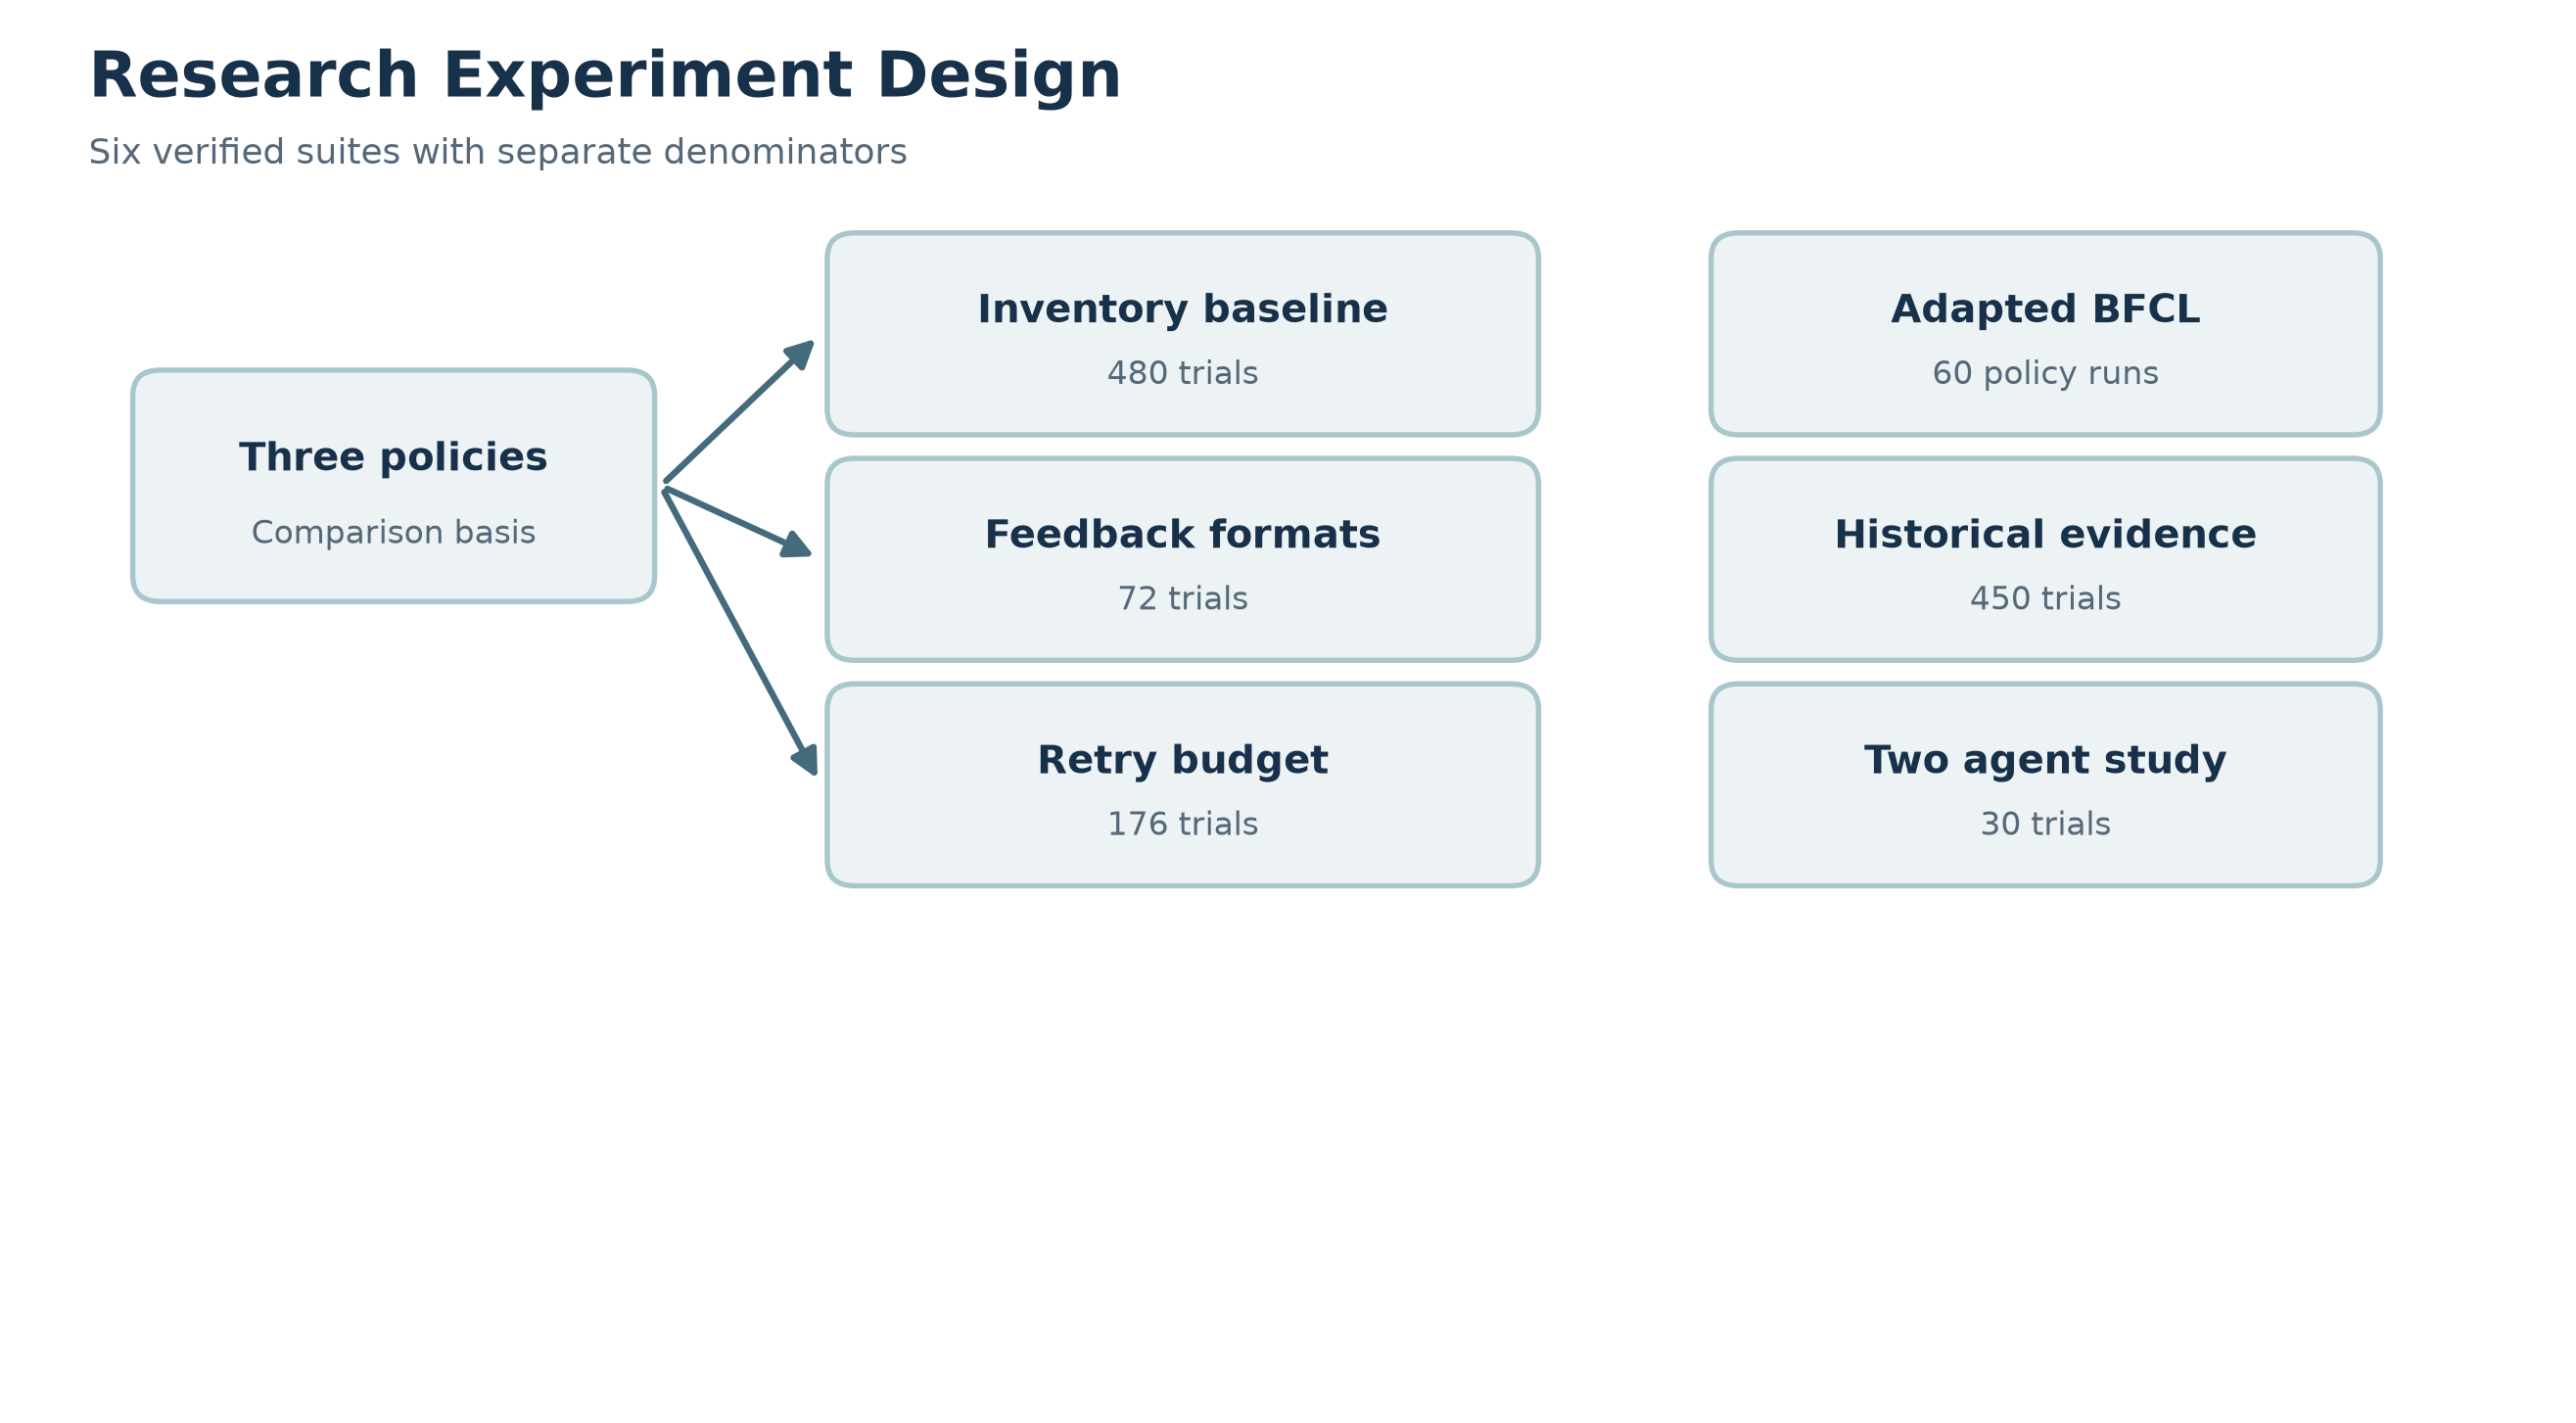 Research Experiment Design
Six verified suites with separate denominators
Three policies
Comparison basis
Inventory baseline
480 trials
Feedback formats
72 trials
Retry budget
176 trials
Adapted BFCL
60 policy runs
Historical evidence
450 trials
Two agent study
30 trials